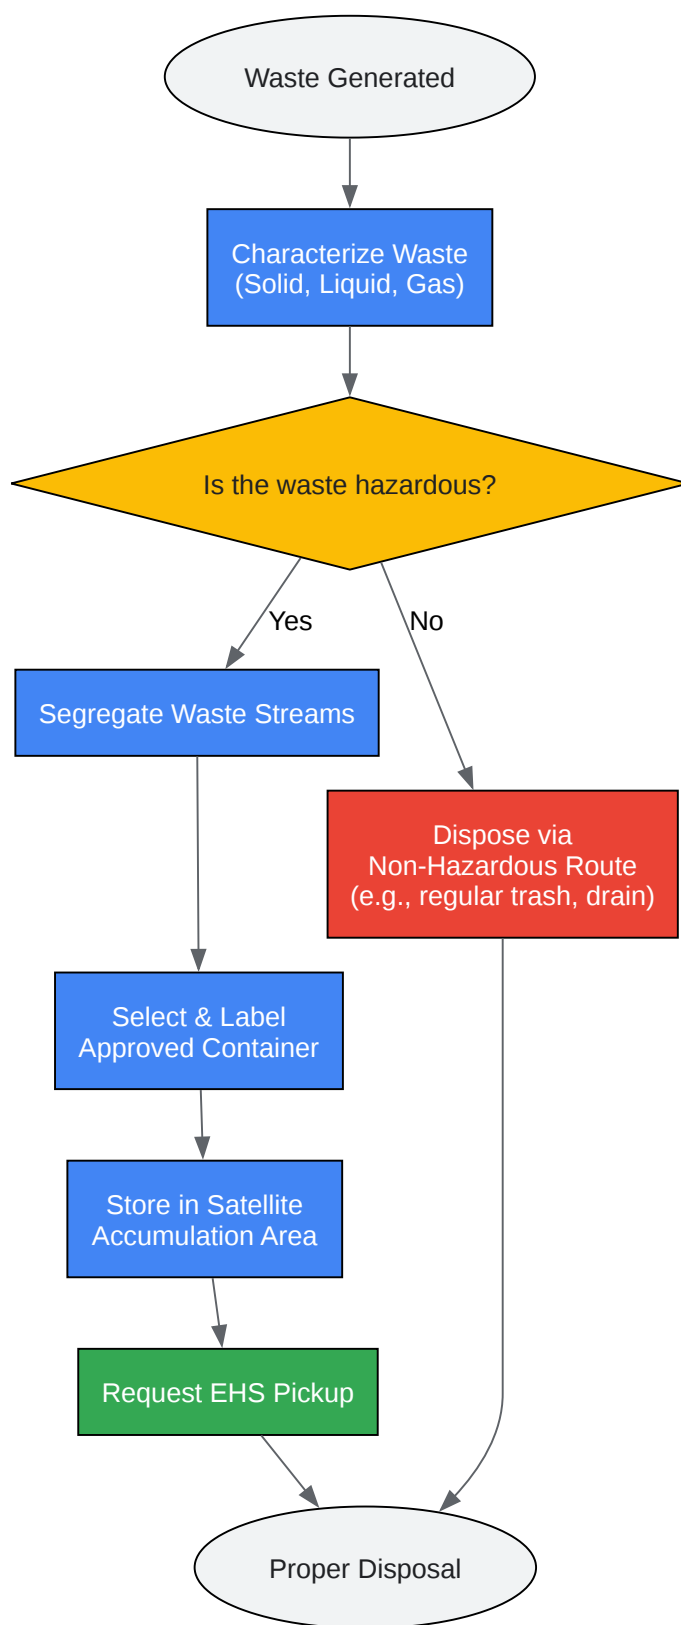 Waste Generated
Characterize Waste
(Solid, Liquid, Gas)
Is the waste hazardous?
Yes
No
Segregate Waste Streams
Dispose via
Non-Hazardous Route
(e.g., regular trash, drain)
Select & Label
Approved Container
Store in Satellite
Accumulation Area
Request EHS Pickup
Proper Disposal